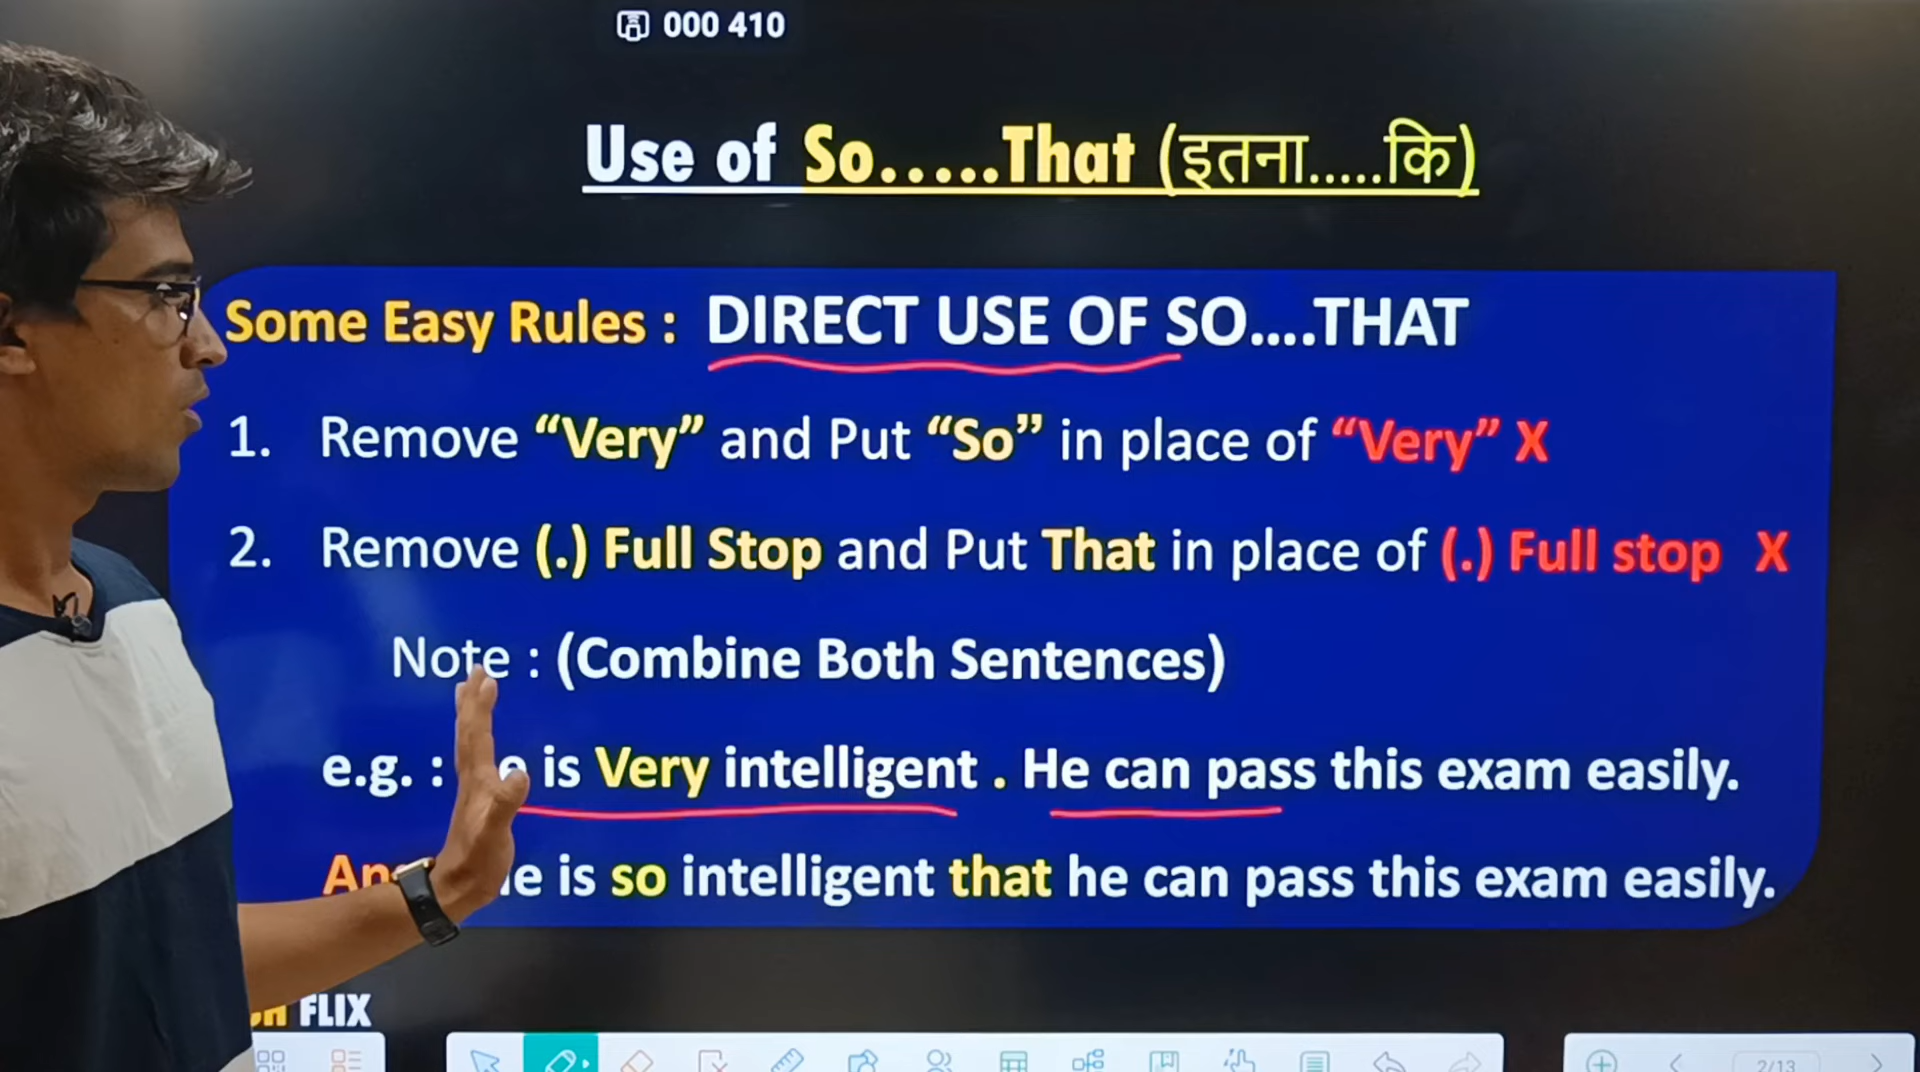 000 410
Use of So.....That (इतना.....कि)
Some Easy Rules : DIRECT USE OF SO....THAT
1. Remove “Very” and Put “So” in place of “Very” X
2. Remove (.) Full Stop and Put That in place of (.) Full stop X
Note : (Combine Both Sentences)
e.g. : is Very intelligent . He can pass this exam easily.
is so intelligent that he can pass this exam easily.
FLIX
2/13